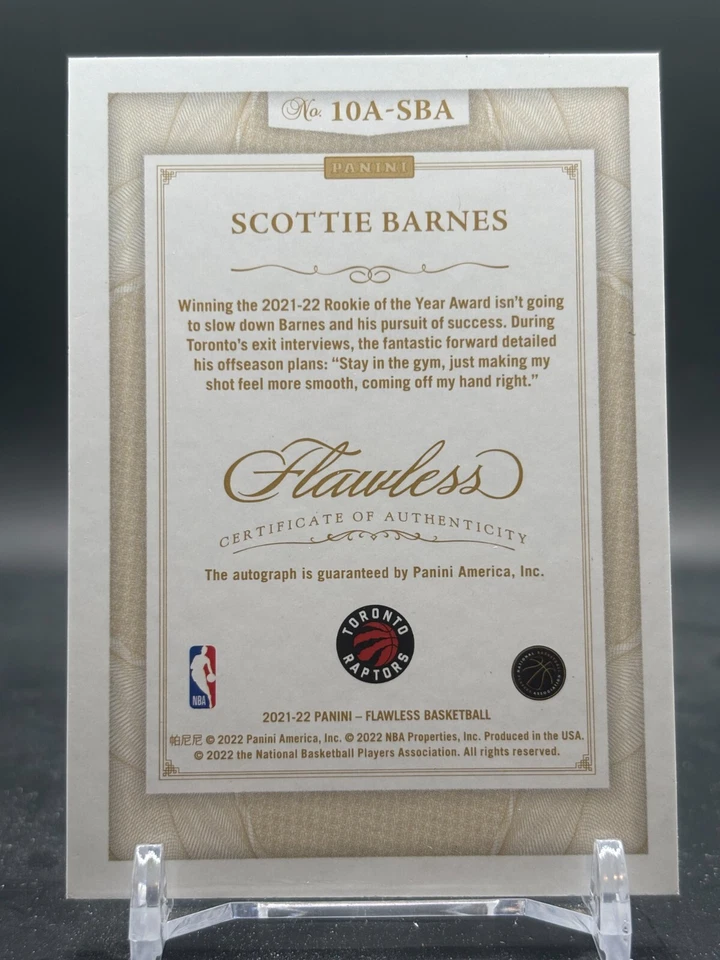 No. 10A-SBA
PANINI
SCOTTIE BARNES
Winning the 2021-22 Rookie of the Year Award isn't going
to slow down Barnes and his pursuit of success. During
Toronto's exit interviews, the fantastic forward detailed
his offseason plans: “Stay in the gym, just making my
shot feel more smooth, coming off my hand right.”
Flawless
CERTIFICATE OF AUTHENTICITY
The autograph is guaranteed by Panini America, Inc.
TORONTO
RAPTORS
NBA
NATIONAL BASKETBALL
ASSOCIATION
2021-22 PANINI – FLAWLESS BASKETBALL
帕尼尼 © 2022 Panini America, Inc. © 2022 NBA Properties, Inc. Produced in the USA.
© 2022 the National Basketball Players Association. All rights reserved.